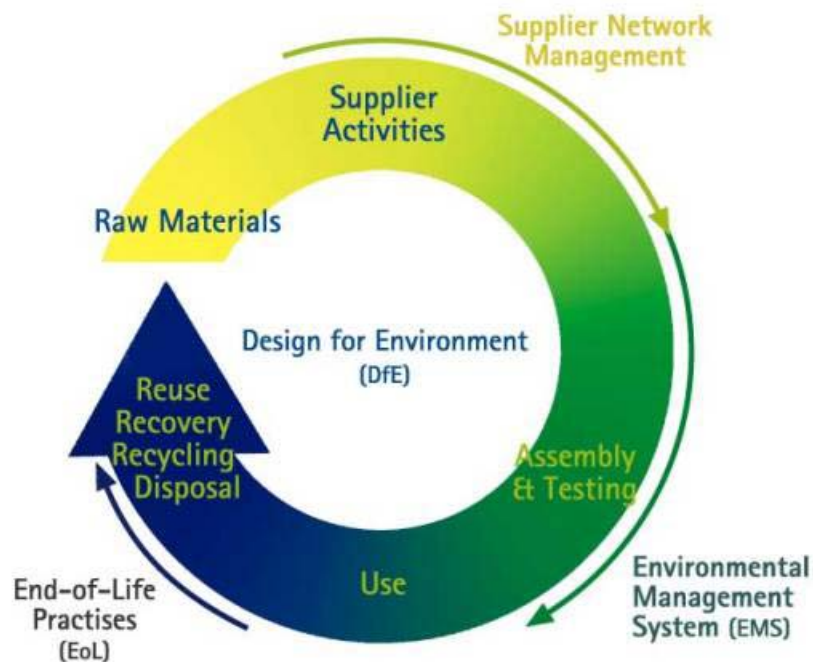 Supplier Network
Management
Supplier
Activities
Raw Materials
Design for Environment
(DfE)
Reuse
Recovery
Recycling
Disposal
Assembly
& Testing
Use
End-of-Life
Practises
(EoL)
Environmental
Management
System (EMS)